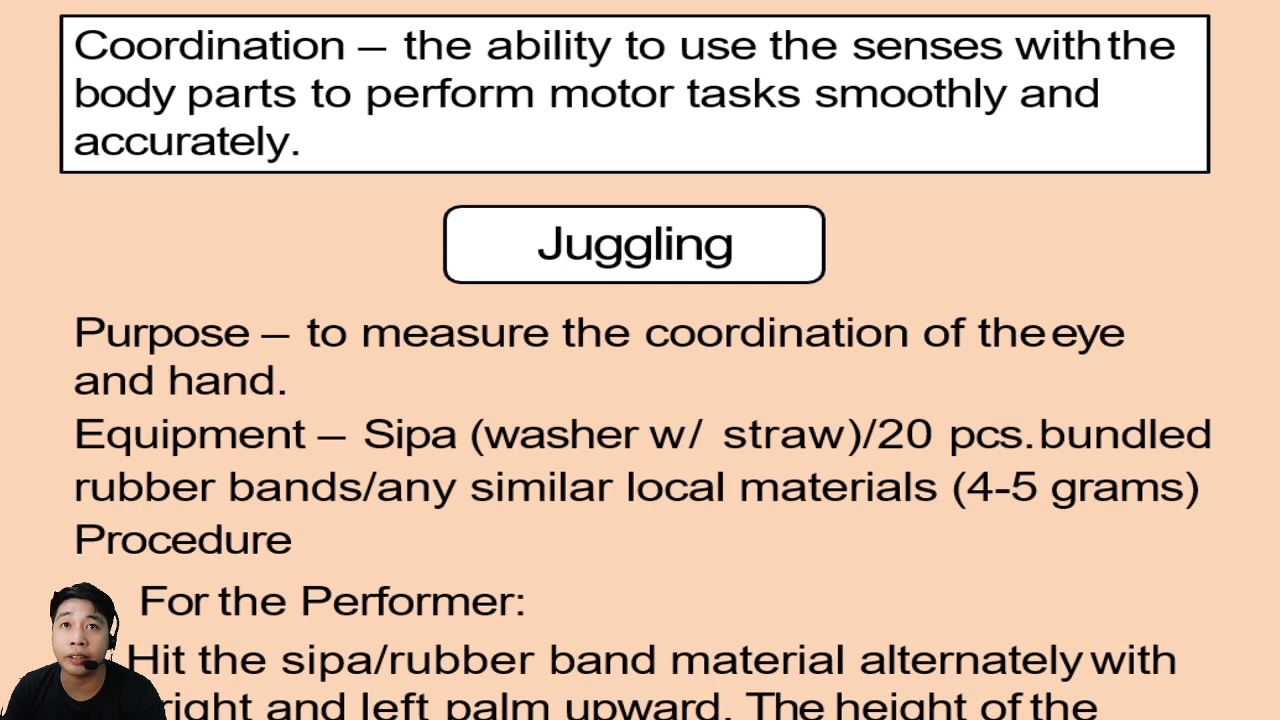 Coordination – the ability to use the senses with the
body parts to perform motor tasks smoothly and
accurately.
Juggling
Purpose – to measure the coordination of the eye
and hand.
Equipment – Sipa (washer w/ straw)/20 pcs. bundled
rubber bands/any similar local materials (4-5 grams)
Procedure
For the Performer:
Hit the sipa/rubber band material alternately with
right and left palm upward. The height of the